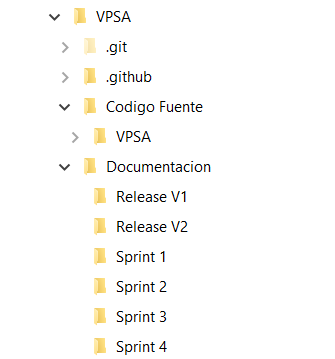 VPSA
.git
.github
Codigo Fuente
VPSA
Documentacion
Release V1
Release V2
Sprint 1
Sprint 2
Sprint 3
Sprint 4